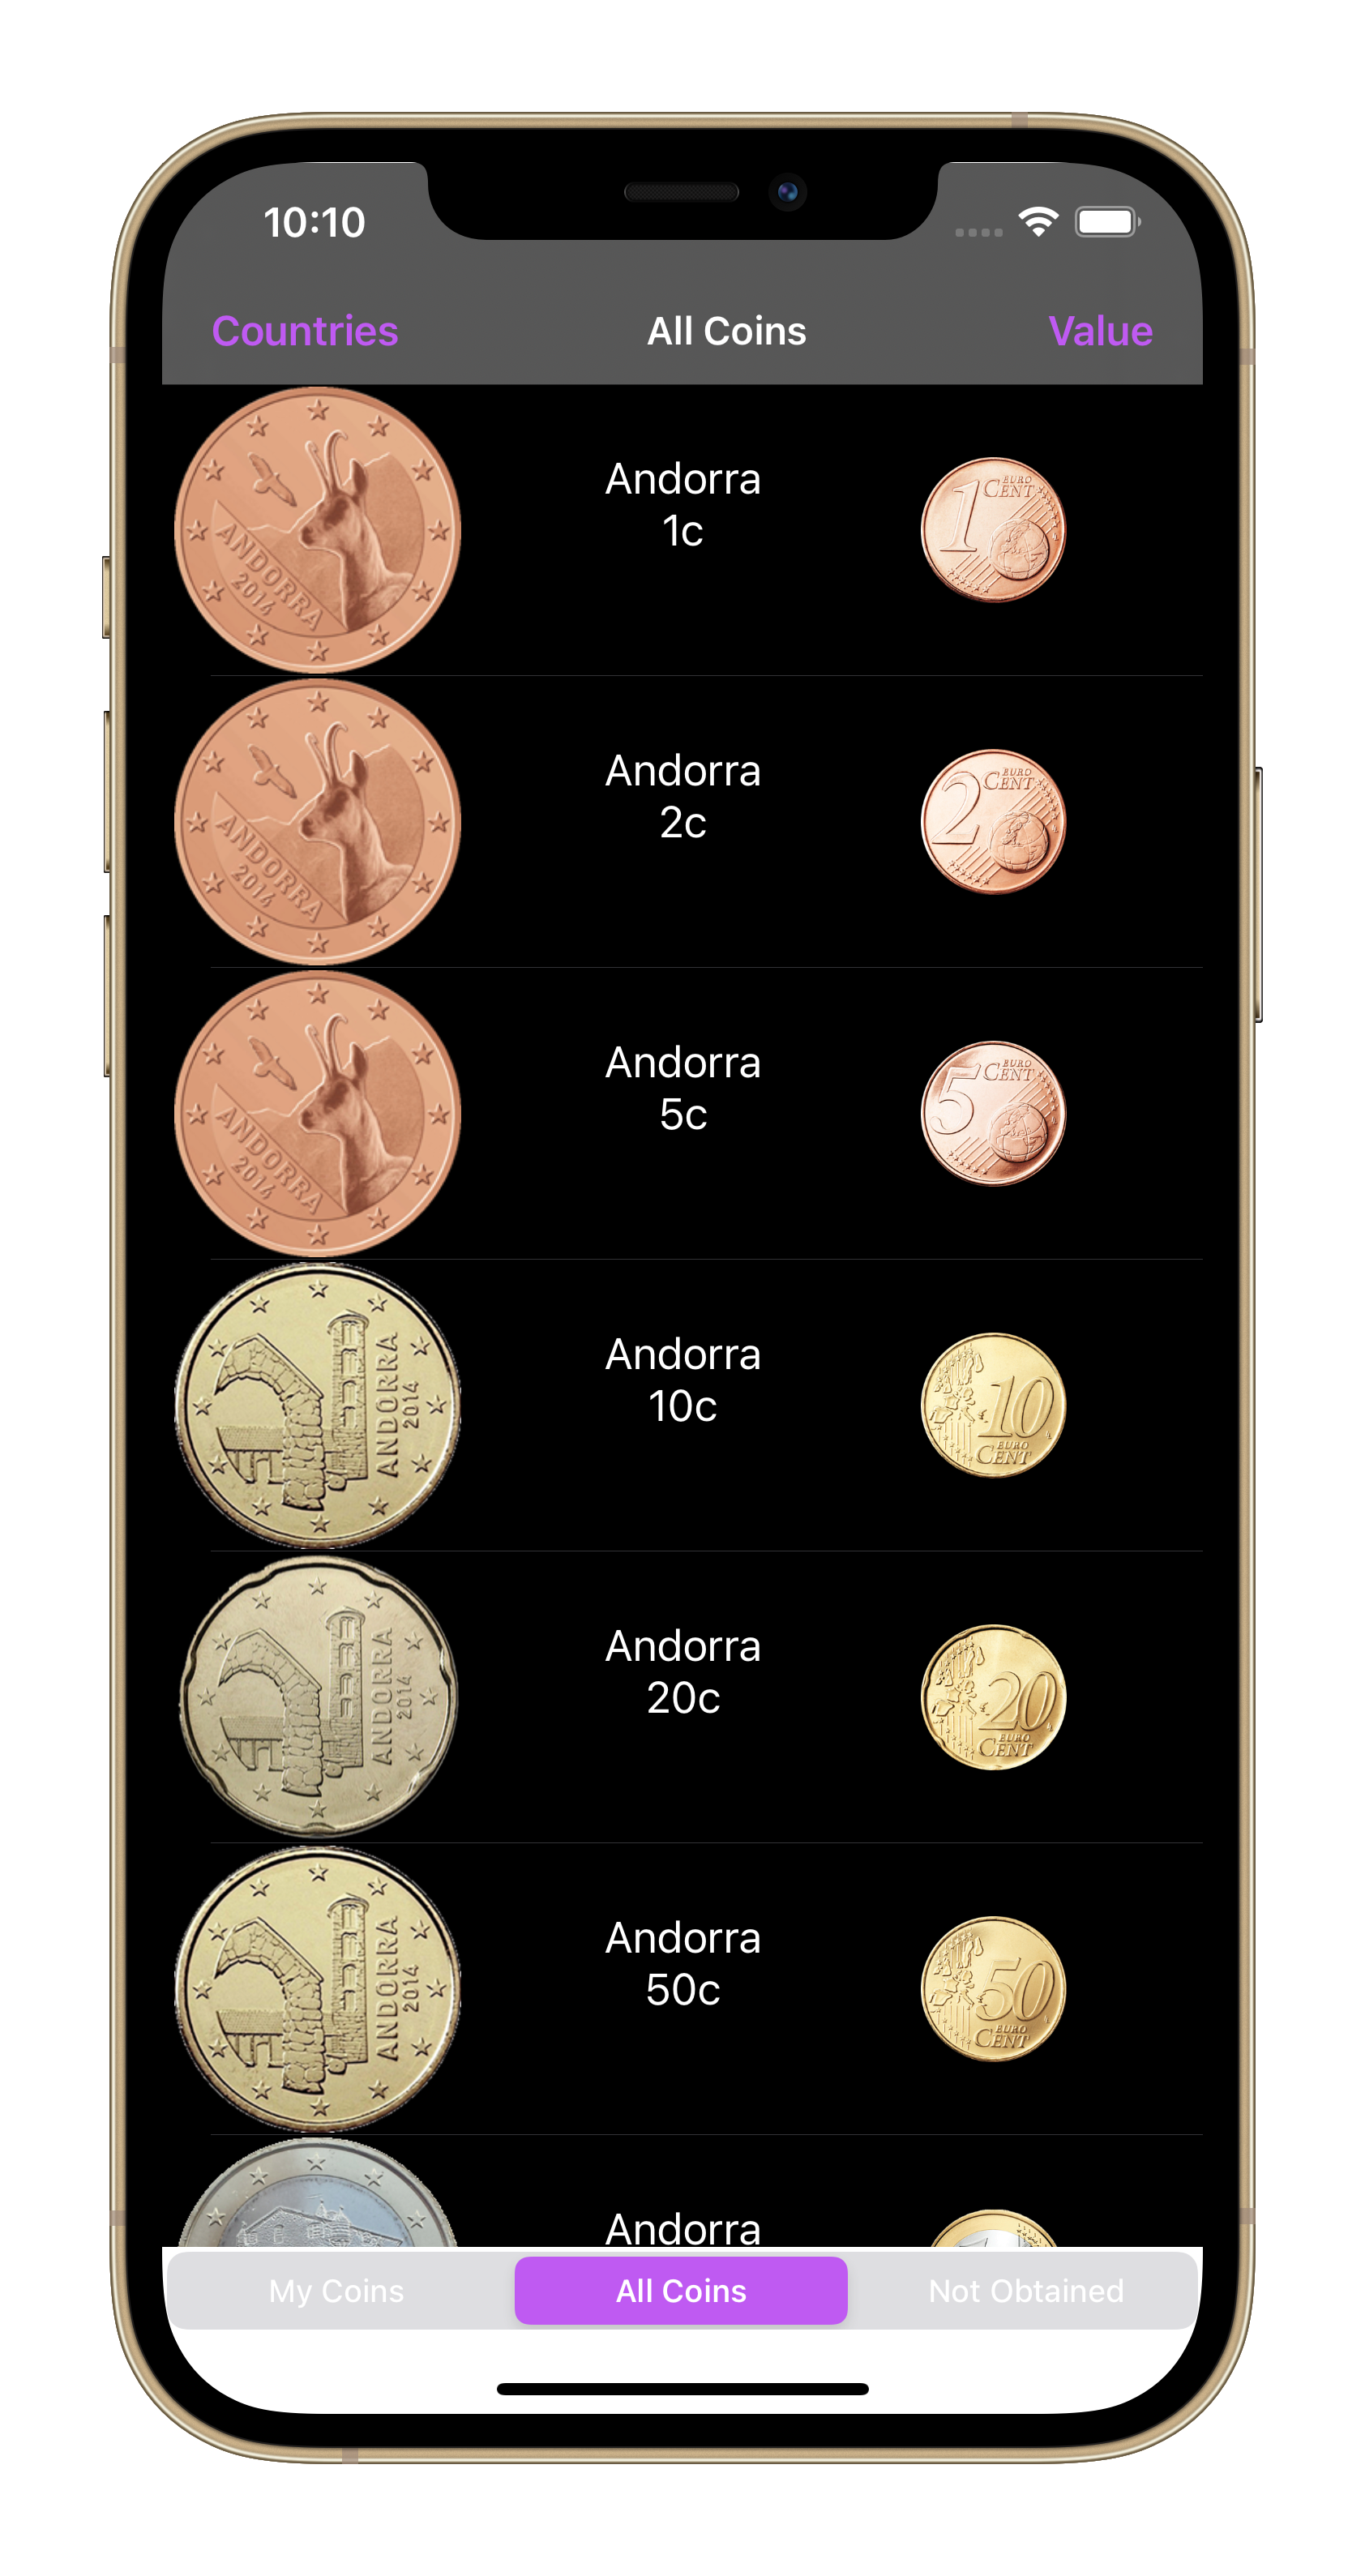 10:10
Countries
All Coins
Value
ANDORRA
2014
Andorra
1c
1
EURO
CENT
ANDORRA
2014
Andorra
2c
2
EURO
CENT
ANDORRA
2014
Andorra
5c
5
EURO
CENT
ANDORRA
2014
Andorra
10c
10
EURO
CENT
ANDORRA
2014
Andorra
20c
20
EURO
CENT
ANDORRA
2014
Andorra
50c
50
EURO
CENT
Andorra
My Coins
All Coins
Not Obtained